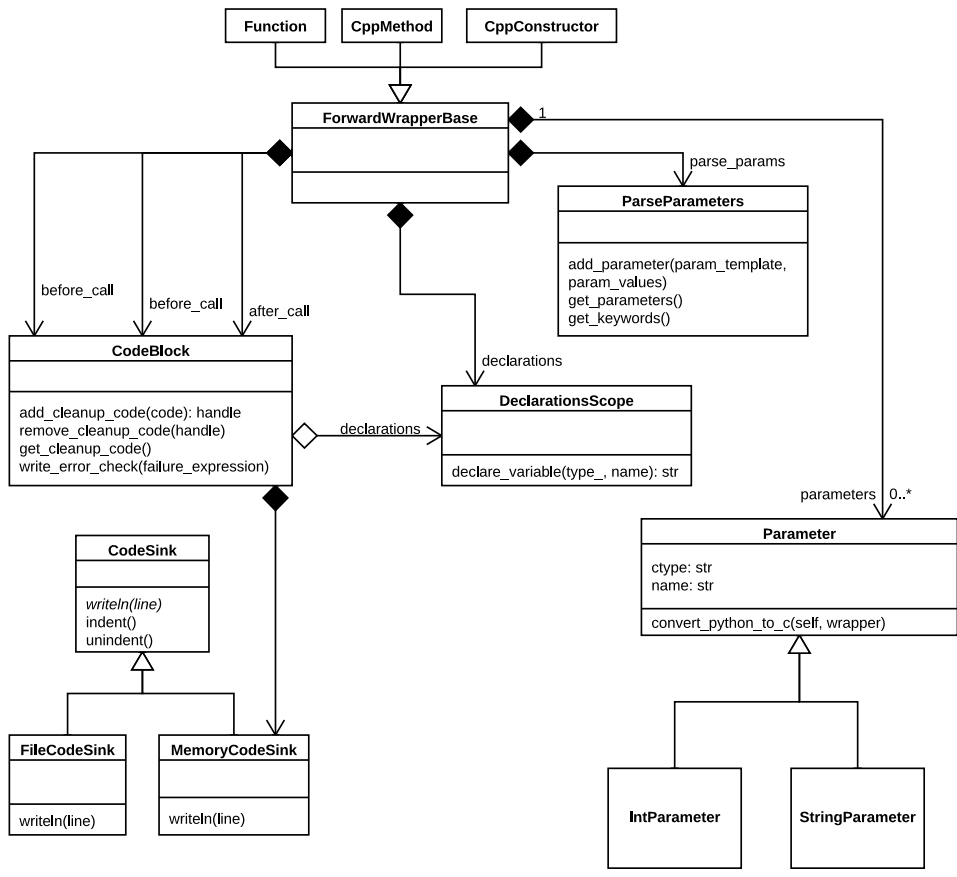 Function
CppMethod
CppConstructor
ForwardWrapperBase
1
parse_params
ParseParameters
add_parameter(param_template,
param_values)
get_parameters()
get_keywords()
before_call
before_call
after_call
CodeBlock
add_cleanup_code(code): handle
remove_cleanup_code(handle)
get_cleanup_code()
write_error_check(failure_expression)
declarations
declarations
DeclarationsScope
declare_variable(type_, name): str
parameters
0..*
Parameter
ctype: str
name: str
convert_python_to_c(self, wrapper)
CodeSink
writeln(line)
indent()
unindent()
FileCodeSink
writeln(line)
MemoryCodeSink
writeln(line)
IntParameter
StringParameter